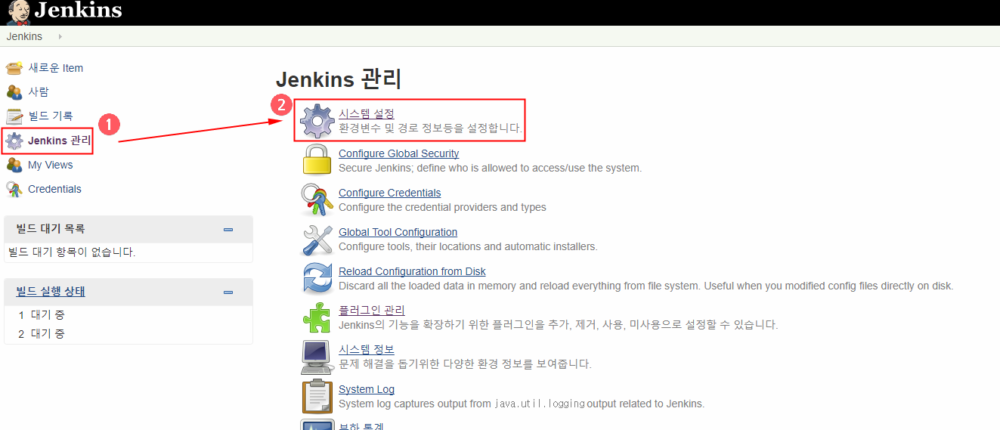 Jenkins
Jenkins
새로운 Item
사람
빌드 기록
1
Jenkins 관리
My Views
Credentials
빌드 대기 목록
빌드 대기 항목이 없습니다.
빌드 실행 상태
1 대기 중
2 대기 중
Jenkins 관리
2
시스템 설정
환경변수 및 경로 정보등을 설정합니다.
Configure Global Security
Secure Jenkins; define who is allowed to access/use the system.
Configure Credentials
Configure the credential providers and types
Global Tool Configuration
Configure tools, their locations and automatic installers.
Reload Configuration from Disk
Discard all the loaded data in memory and reload everything from file system. Useful when you modified config files directly on disk.
플러그인 관리
Jenkins의 기능을 확장하기 위한 플러그인을 추가, 제거, 사용, 미사용으로 설정할 수 있습니다.
시스템 정보
문제 해결을 돕기위한 다양한 환경 정보를 보여줍니다.
System Log
System log captures output from java.util.logging output related to Jenkins.
부하 통계